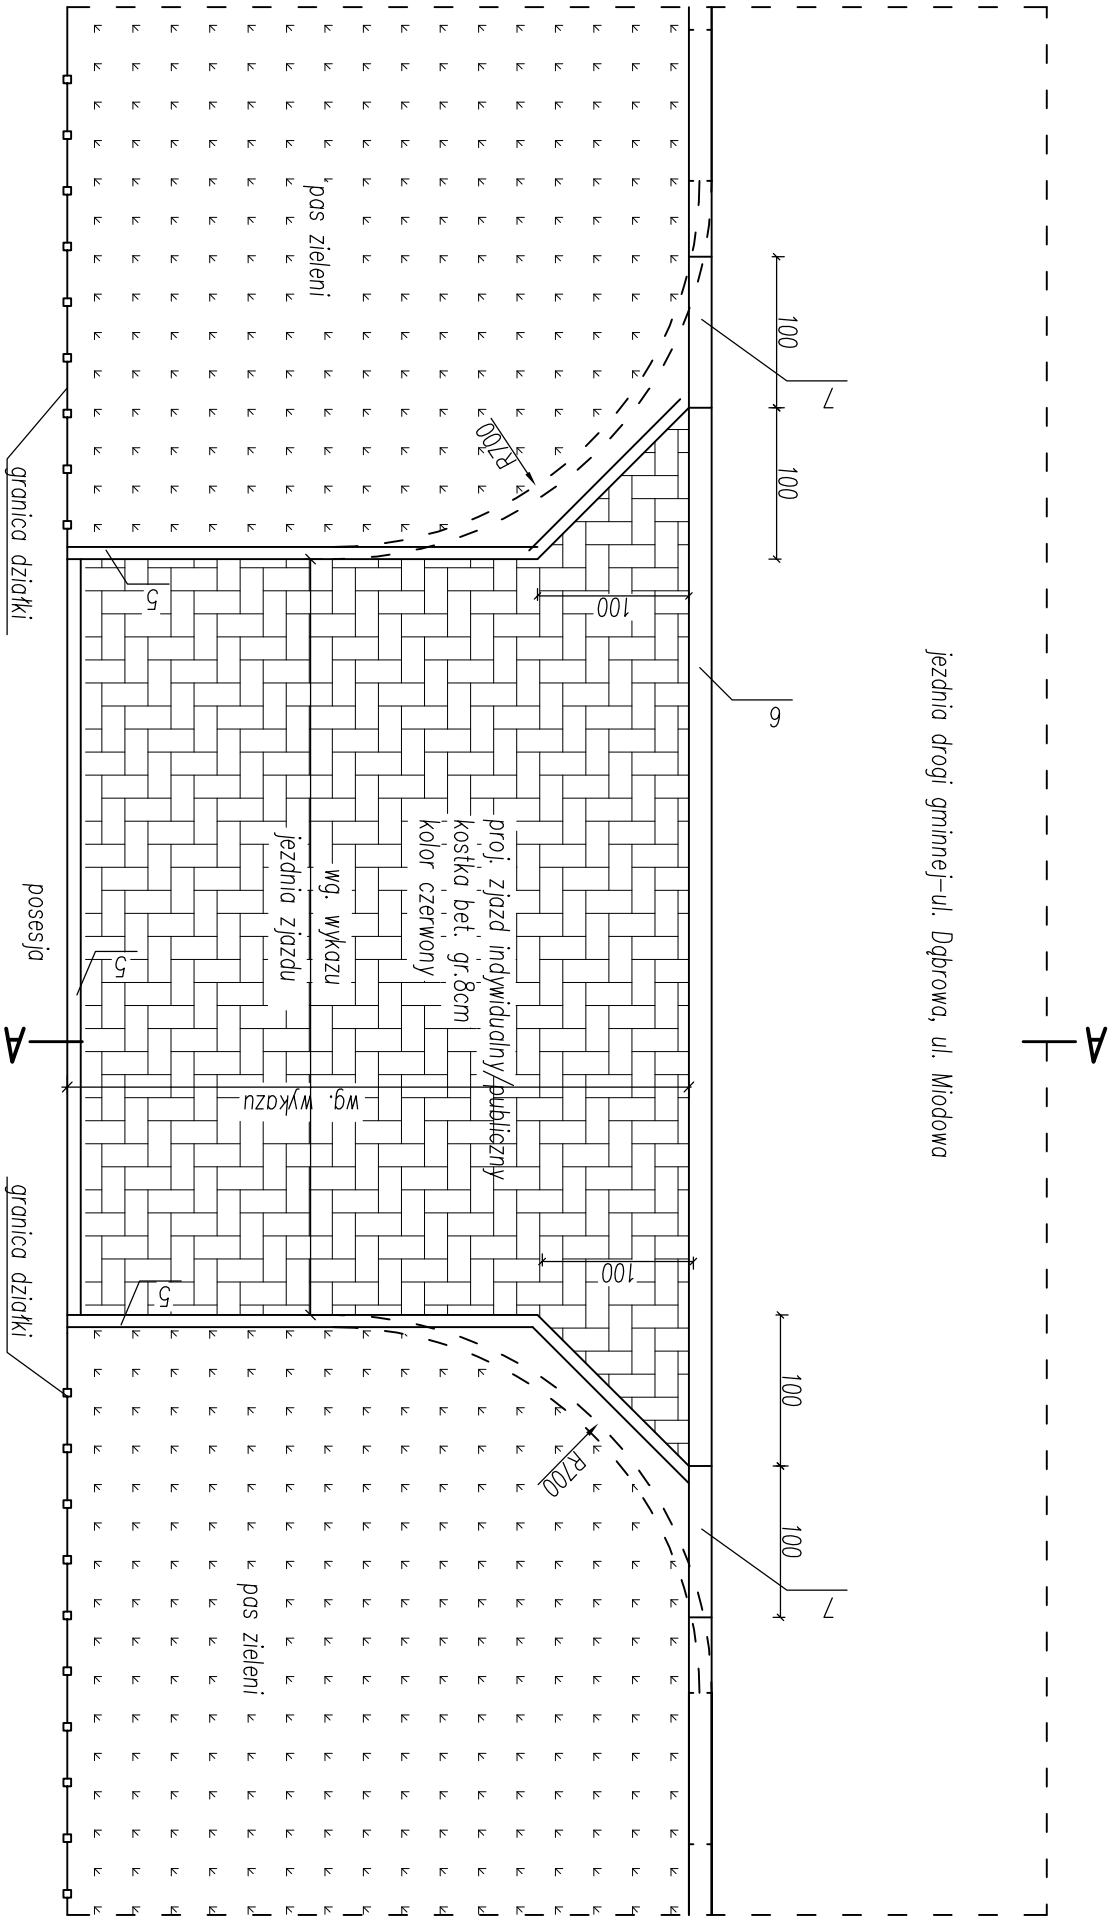 jezdnia drogi gminnej-ul. Dąbrowa, ul. Miodowa
A
A
100
7
100
100
6
100
100
100
7
pas zieleni
R700
proj. zjazd indywidualny/publiczny
kostka bet. gr.8cm
kolor czerwony
wg. wykazu
jezdnia zjazdu
wg. wykazu
R700
pas zieleni
5
5
5
granica działki
posesja
granica działki